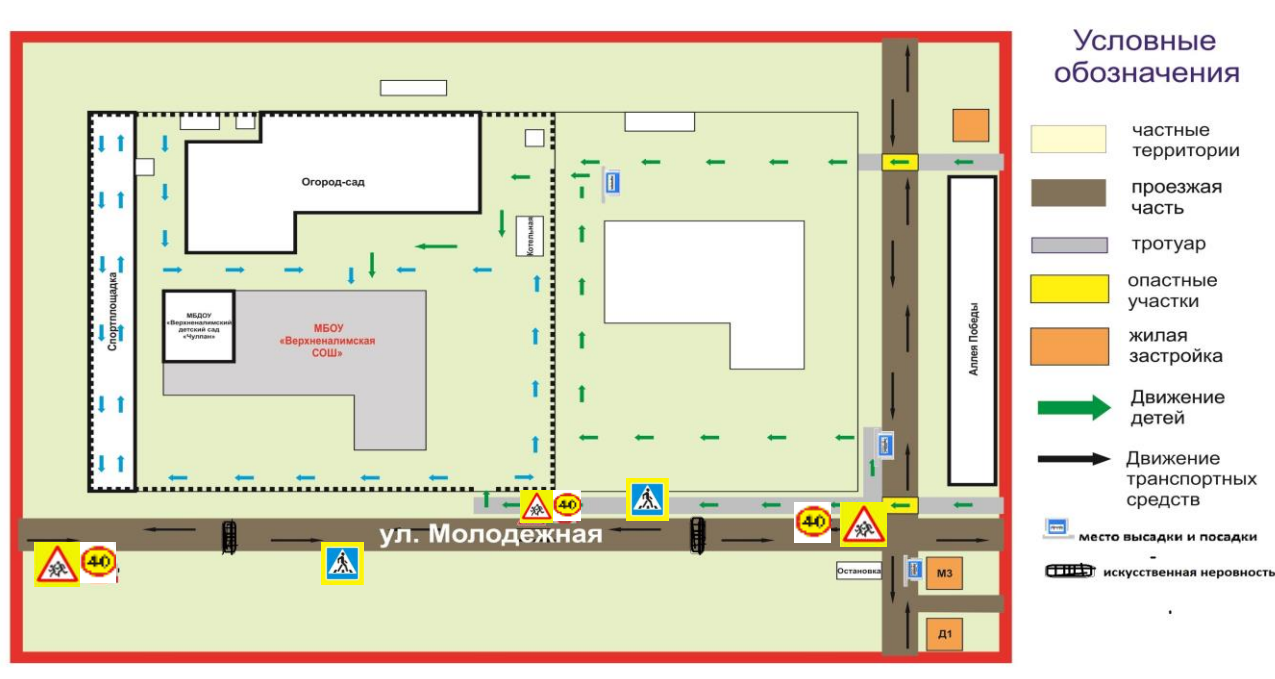 Условные
обозначения
частные
территории
проезжая
часть
тротуар
опастные
участки
жилая
застройка
Движение
детей
Движение
транспортных
средств
место высадки и посадки
искусственная неровность
Огород-сад
Котельная
Спортплощадка
МБДОУ
«Верхненалимский
детский сад
«Чулпан»
МБОУ
«Верхненалимская
СОШ»
Аллея Победы
40
40
ул. Молодежная
40
Остановка
М3
Д1